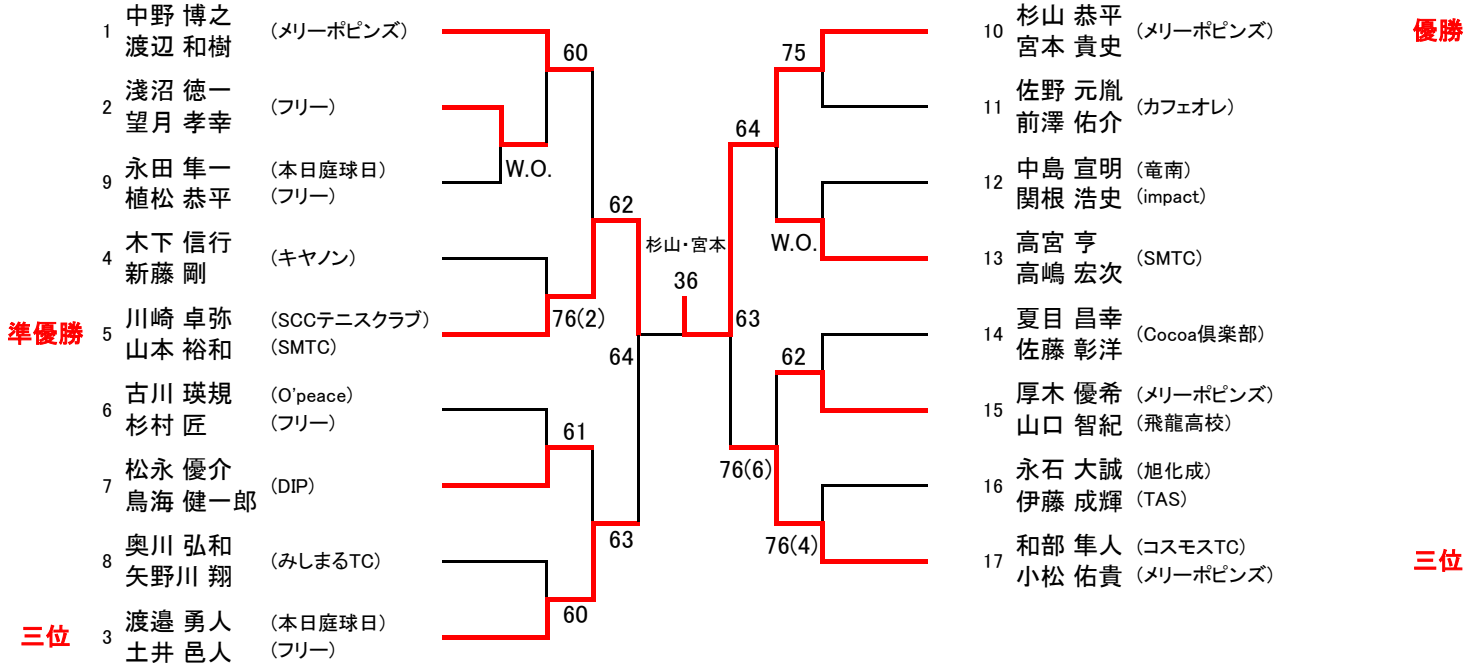 1 中野 博之 (メリーポピンズ)
渡辺 和樹
2 淺沼 徳一 (フリー)
望月 孝幸
9 永田 隼一 (本日庭球日)
植松 恭平 (フリー)
4 木下 信行 (キヤノン)
新藤 剛
準優勝 5 川崎 卓弥 (SCCテニスクラブ)
山本 裕和 (SMTC)
6 古川 瑛規 (O'peace)
杉村 匠 (フリー)
7 松永 優介 (DIP)
鳥海 健一郎
8 奥川 弘和 (みしまるTC)
矢野川 翔
三位 3 渡邉 勇人 (本日庭球日)
土井 邑人 (フリー)
60
W.O.
62
76(2)
64
61
63
60
杉山・宮本
36
75
64
W.O.
63
62
76(6)
76(4)
10 杉山 恭平 (メリーポピンズ) 優勝
宮本 貴史
11 佐野 元胤 (カフェオレ)
前澤 佑介
12 中島 宣明 (竜南)
関根 浩史 (impact)
13 高宮 亨 (SMTC)
高嶋 宏次
14 夏目 昌幸 (Cocoa倶楽部)
佐藤 彰洋
15 厚木 優希 (メリーポピンズ)
山口 智紀 (飛龍高校)
16 永石 大誠 (旭化成)
伊藤 成輝 (TAS)
17 和部 隼人 (コスモスTC) 三位
小松 佑貴 (メリーポピンズ)